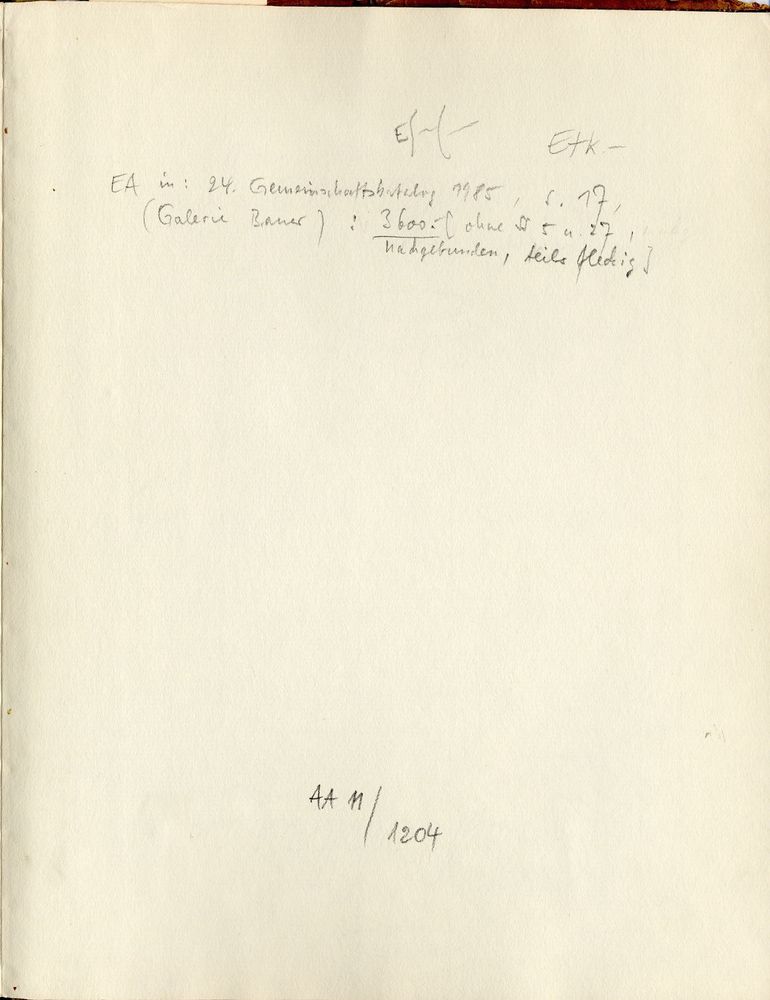 Etk.—
EA in: 24. Gemeinschaftskatalog 1985, S. 17,
(Galerie Bauer) : 3600.- [ohne SS 5 u. 27,
nachgebunden, teils fleckig]
AA 11/
1204